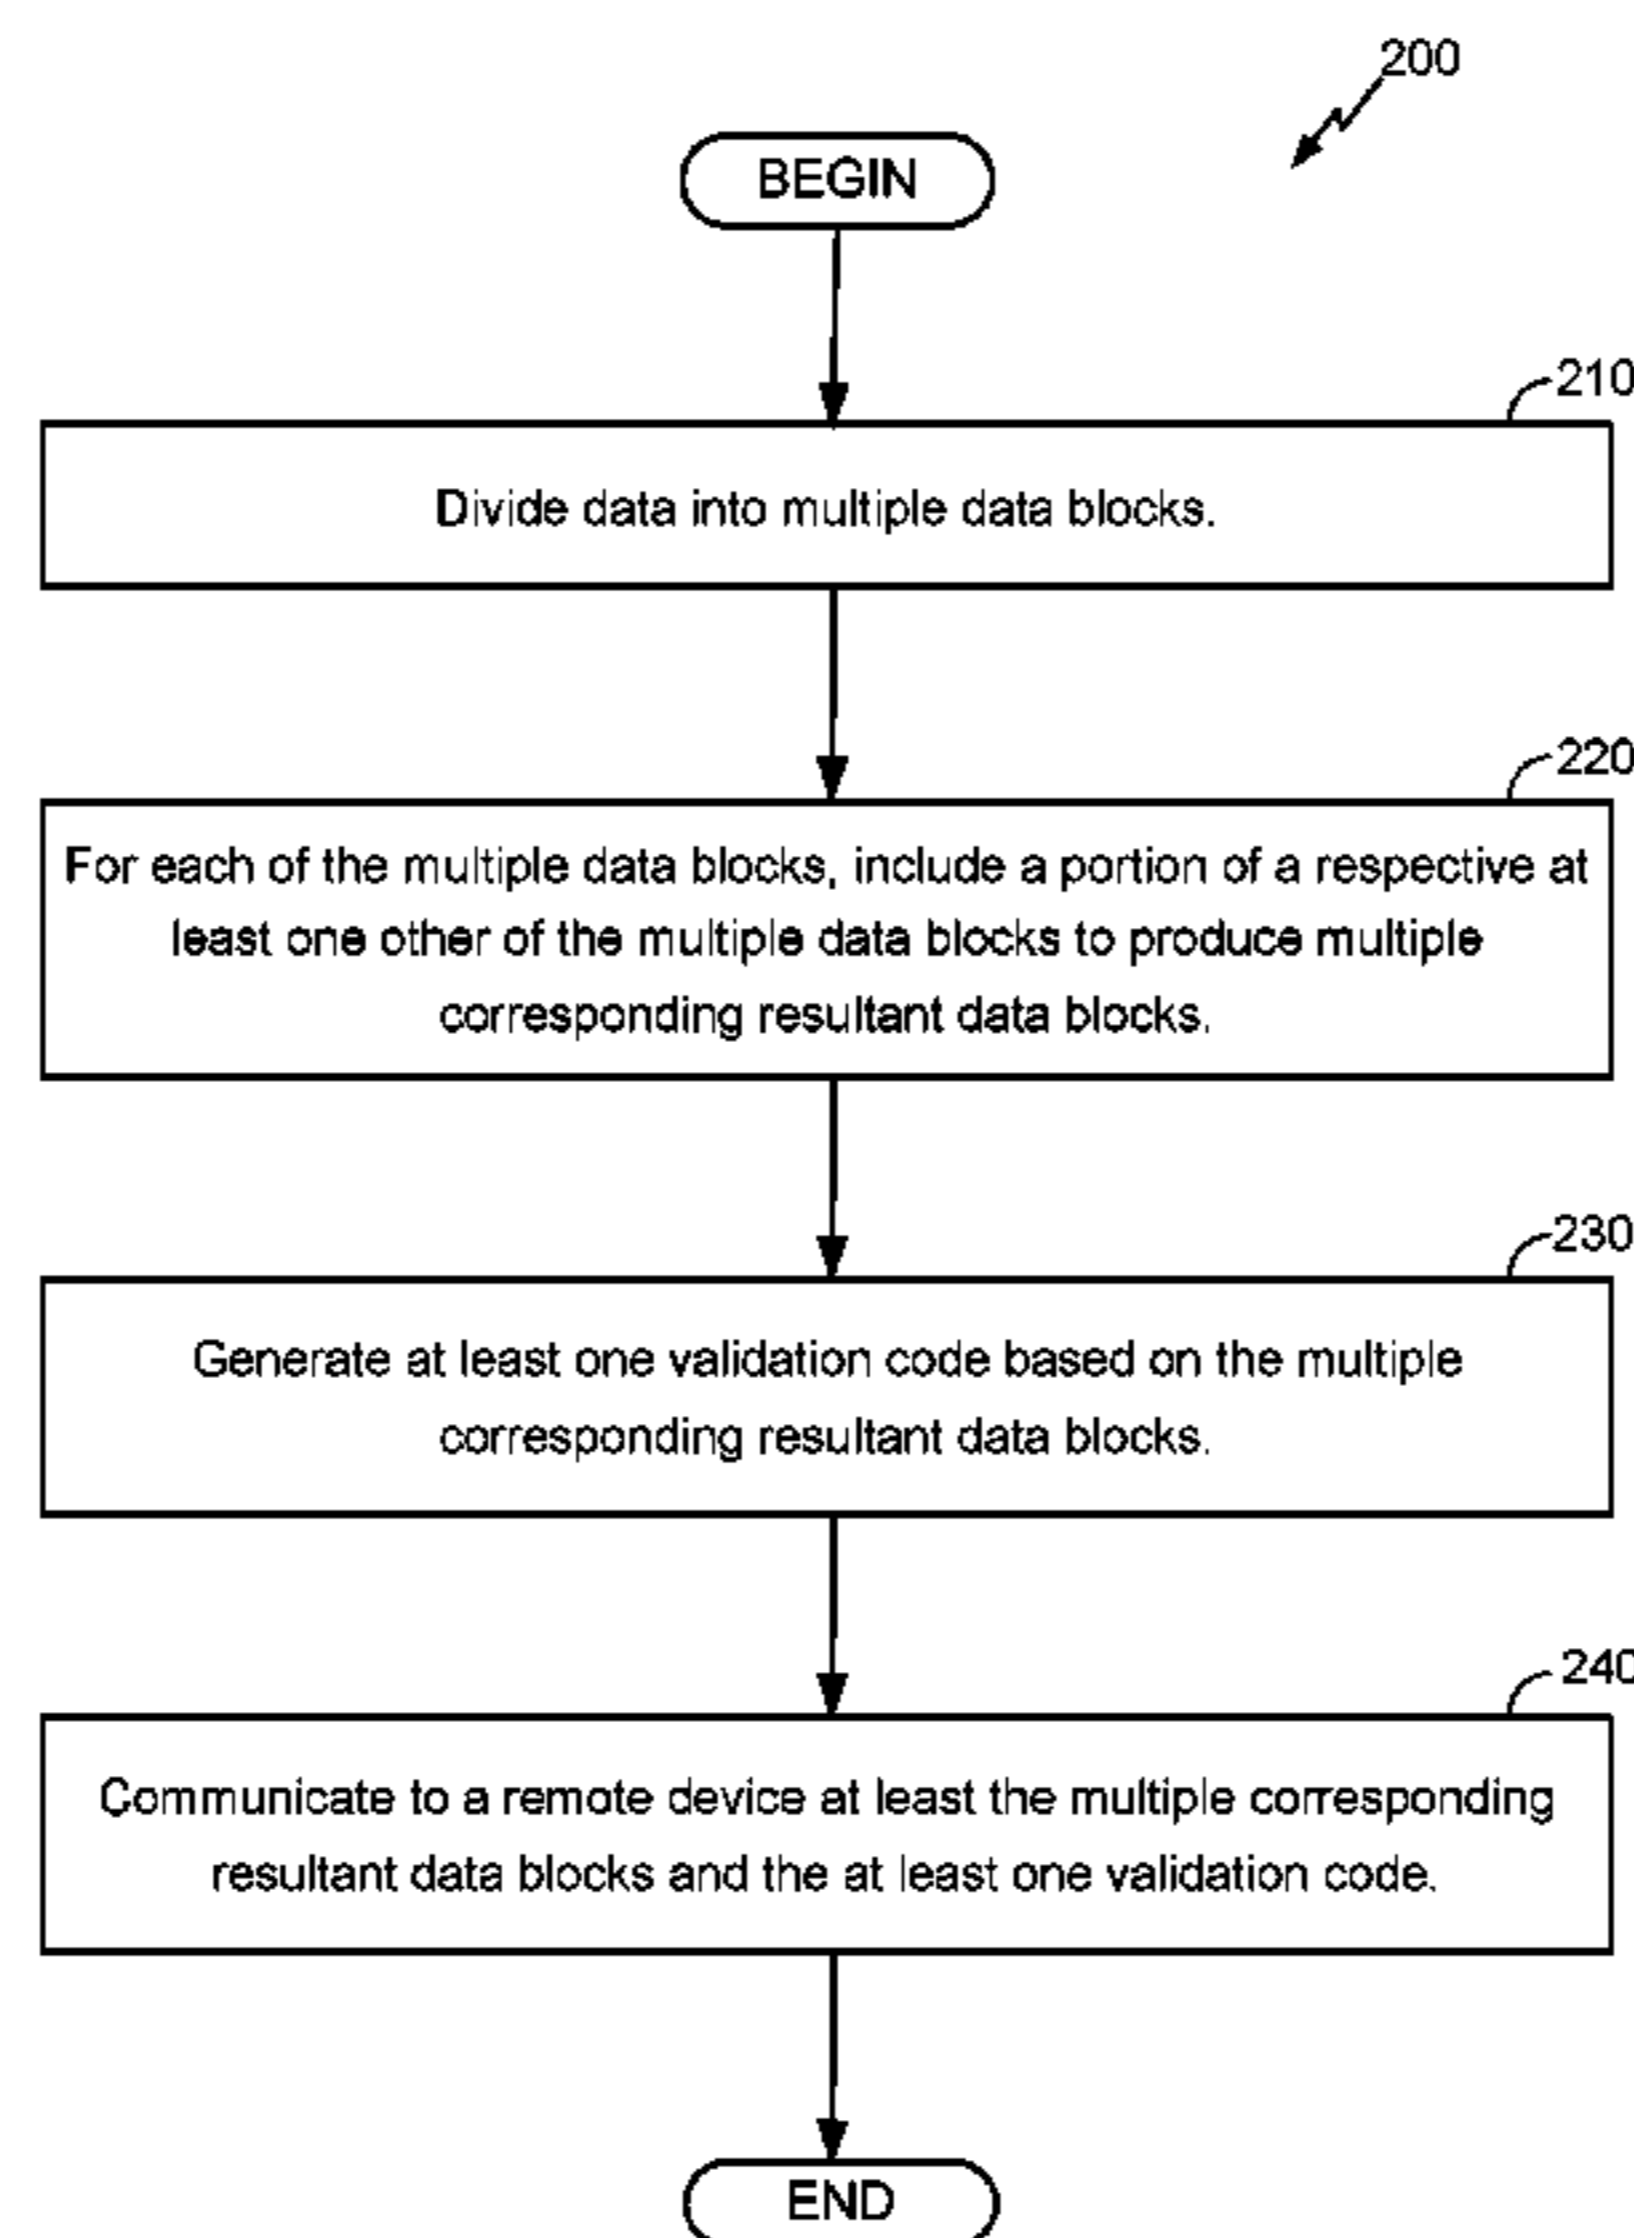 200
BEGIN
210
Divide data into multiple data blocks.
220
For each of the multiple data blocks, include a portion of a respective at
least one other of the multiple data blocks to produce multiple
corresponding resultant data blocks.
230
Generate at least one validation code based on the multiple
corresponding resultant data blocks.
240
Communicate to a remote device at least the multiple corresponding
resultant data blocks and the at least one validation code.
END